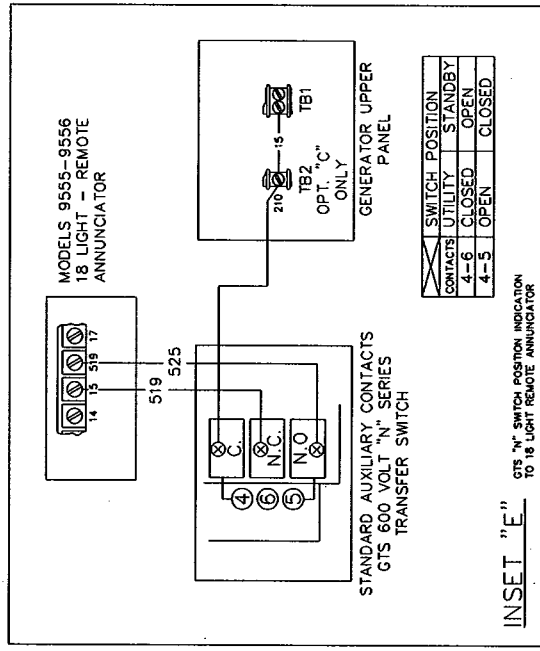 MODELS 9555-9556
18 LIGHT - REMOTE
ANNUNCIATOR
14
15
519
17
519
525
C.
N.C.
N.O
4
6
5
STANDARD AUXILIARY CONTACTS
GTS 600 VOLT "N" SERIES
TRANSFER SWITCH
210
15
TB2
TB1
OPT. "C"
ONLY
GENERATOR UPPER
PANEL
SWITCH POSITION
CONTACTS UTILITY STANDBY
4-6 CLOSED OPEN
4-5 OPEN CLOSED
INSET "E"
GTS "N" SWITCH POSITION INDICATION
TO 18 LIGHT REMOTE ANNUNCIATOR